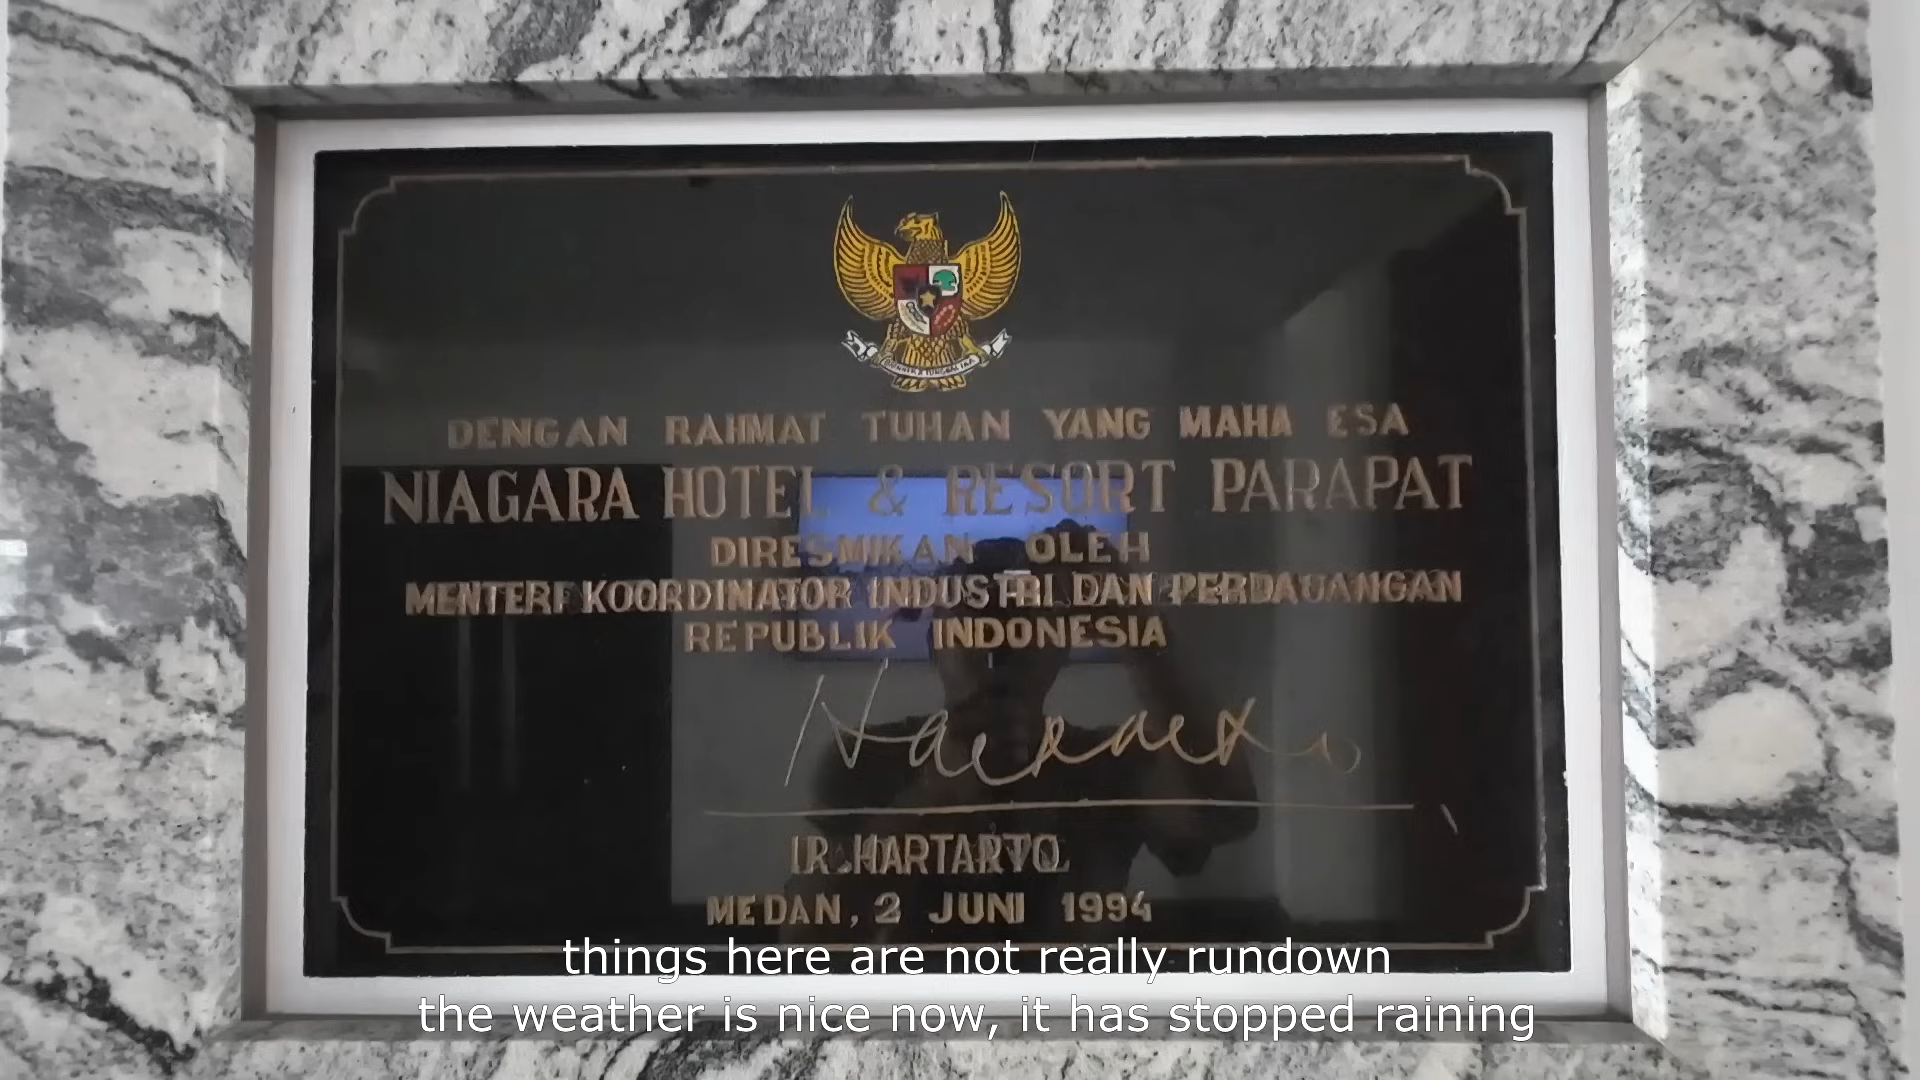 DENGAN RAHMAT TUHAN YANG MAHA ESA
NIAGARA HOTEL & RESORT PARAPAT
DIRESMIKAN OLEH
MENTERI KOORDINATOR INDUSTRI DAN PERDAGANGAN
REPUBLIK INDONESIA
IR. HARTARTO
MEDAN, 2 JUNI 1994
things here are not really rundown
the weather is nice now, it has stopped raining